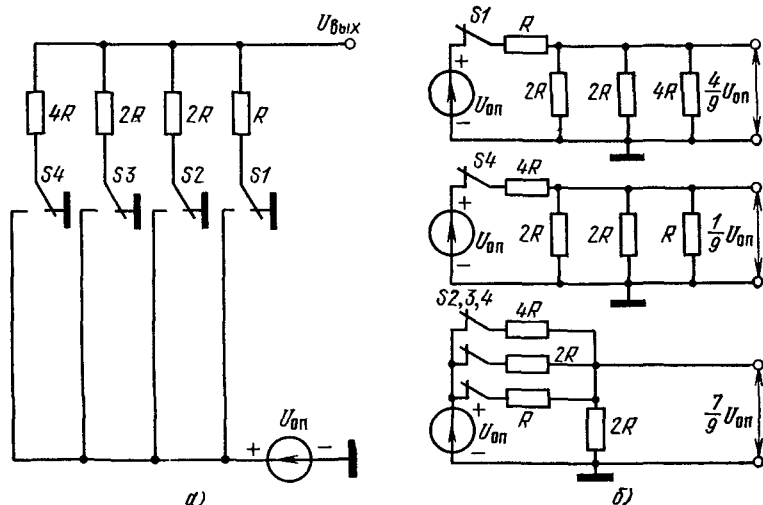 Uвых
4R 2R 2R R
S4 S3 S2 S1
Uоп
+ -
а)
S1 R
+
Uоп
-
2R 2R 4R
4/9 Uоп
S4 4R
+
Uоп
-
2R 2R R
1/9 Uоп
S2,3,4
4R
2R
R
+
Uоп
-
2R
7/9 Uоп
б)